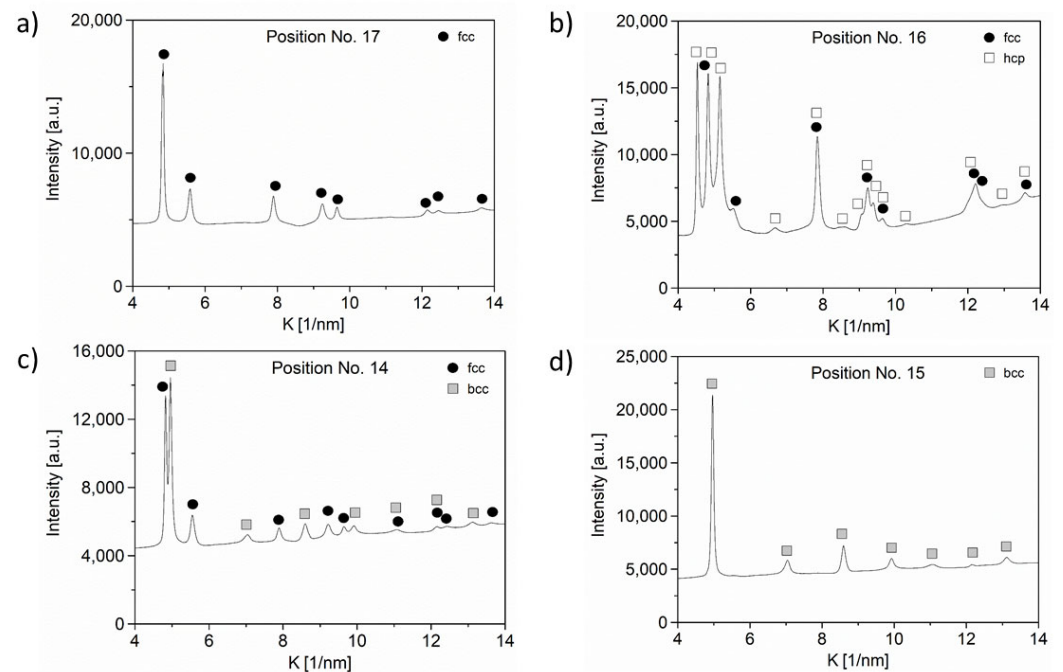 a)
Position No. 17
fcc
20,000
10,000
0
Intensity [a.u.]
4 6 8 10 12 14
K [1/nm]
b)
Position No. 16
fcc
hcp
20,000
15,000
10,000
5,000
0
Intensity [a.u.]
4 6 8 10 12 14
K [1/nm]
c)
Position No. 14
fcc
bcc
16,000
12,000
8,000
4,000
0
Intensity [a.u.]
4 6 8 10 12 14
K [1/nm]
d)
Position No. 15
bcc
25,000
20,000
15,000
10,000
5,000
0
Intensity [a.u.]
4 6 8 10 12 14
K [1/nm]